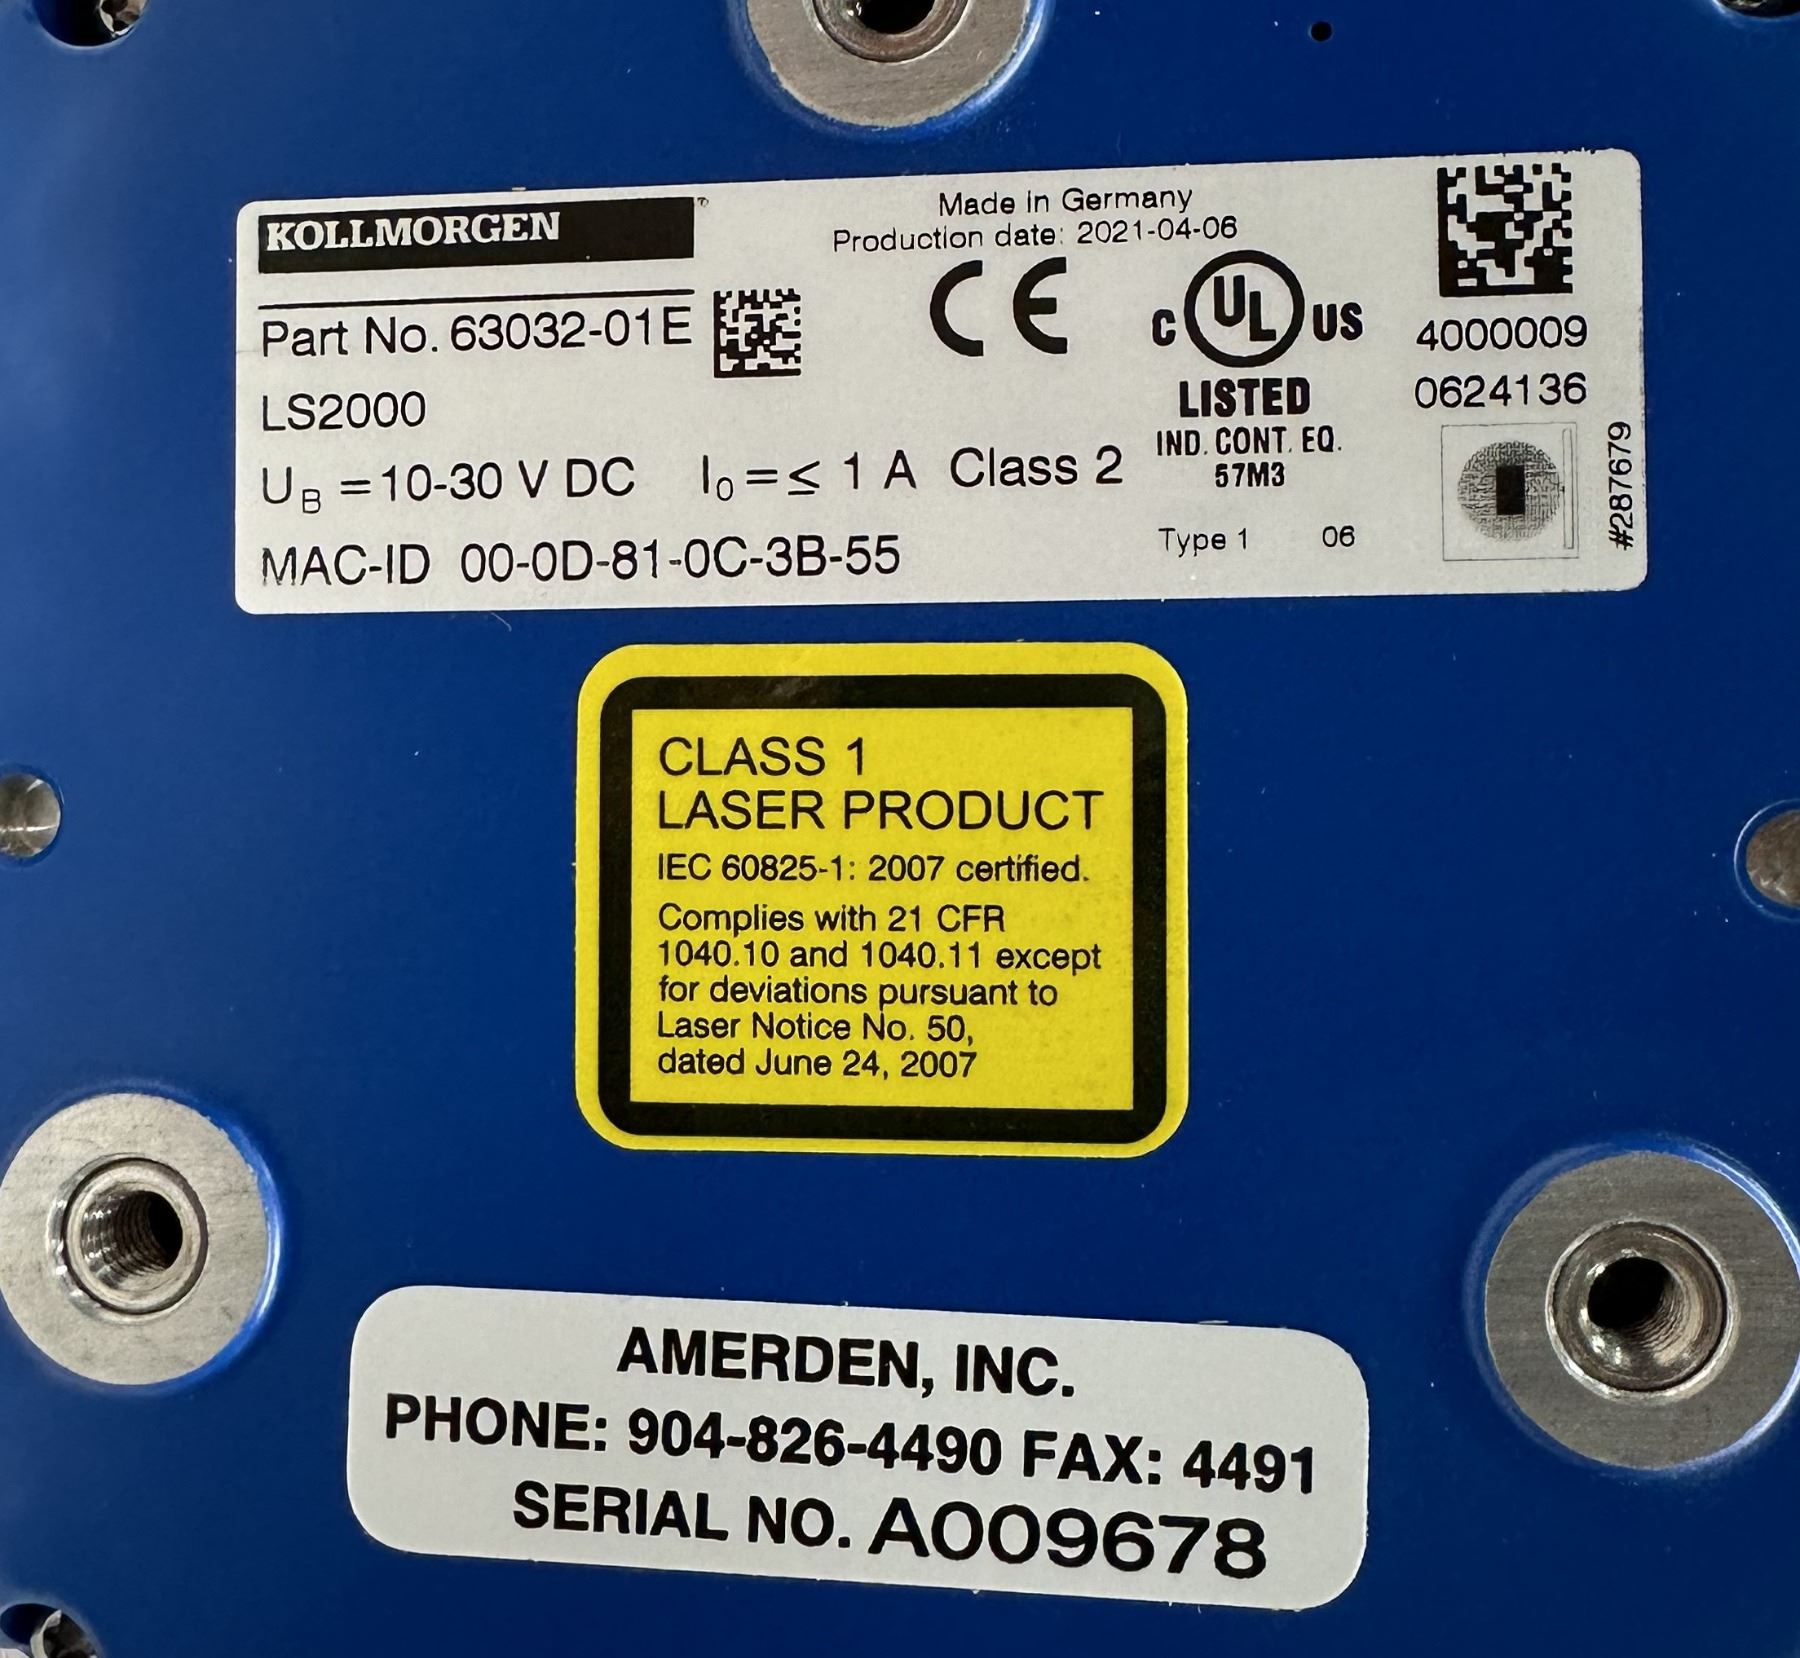 KOLLMORGEN
Part No. 63032-01E
LS2000
UB = 10-30 V DC I0 = ≤ 1 A Class 2
MAC-ID 00-0D-81-0C-3B-55
Made in Germany
Production date: 2021-04-06
CE
C UL US
LISTED
IND. CONT. EQ.
57M3
Type 1 06
4000009
0624136
#287679
CLASS 1
LASER PRODUCT
IEC 60825-1: 2007 certified.
Complies with 21 CFR
1040.10 and 1040.11 except
for deviations pursuant to
Laser Notice No. 50,
dated June 24, 2007
AMERDEN, INC.
PHONE: 904-826-4490 FAX: 4491
SERIAL NO. A009678